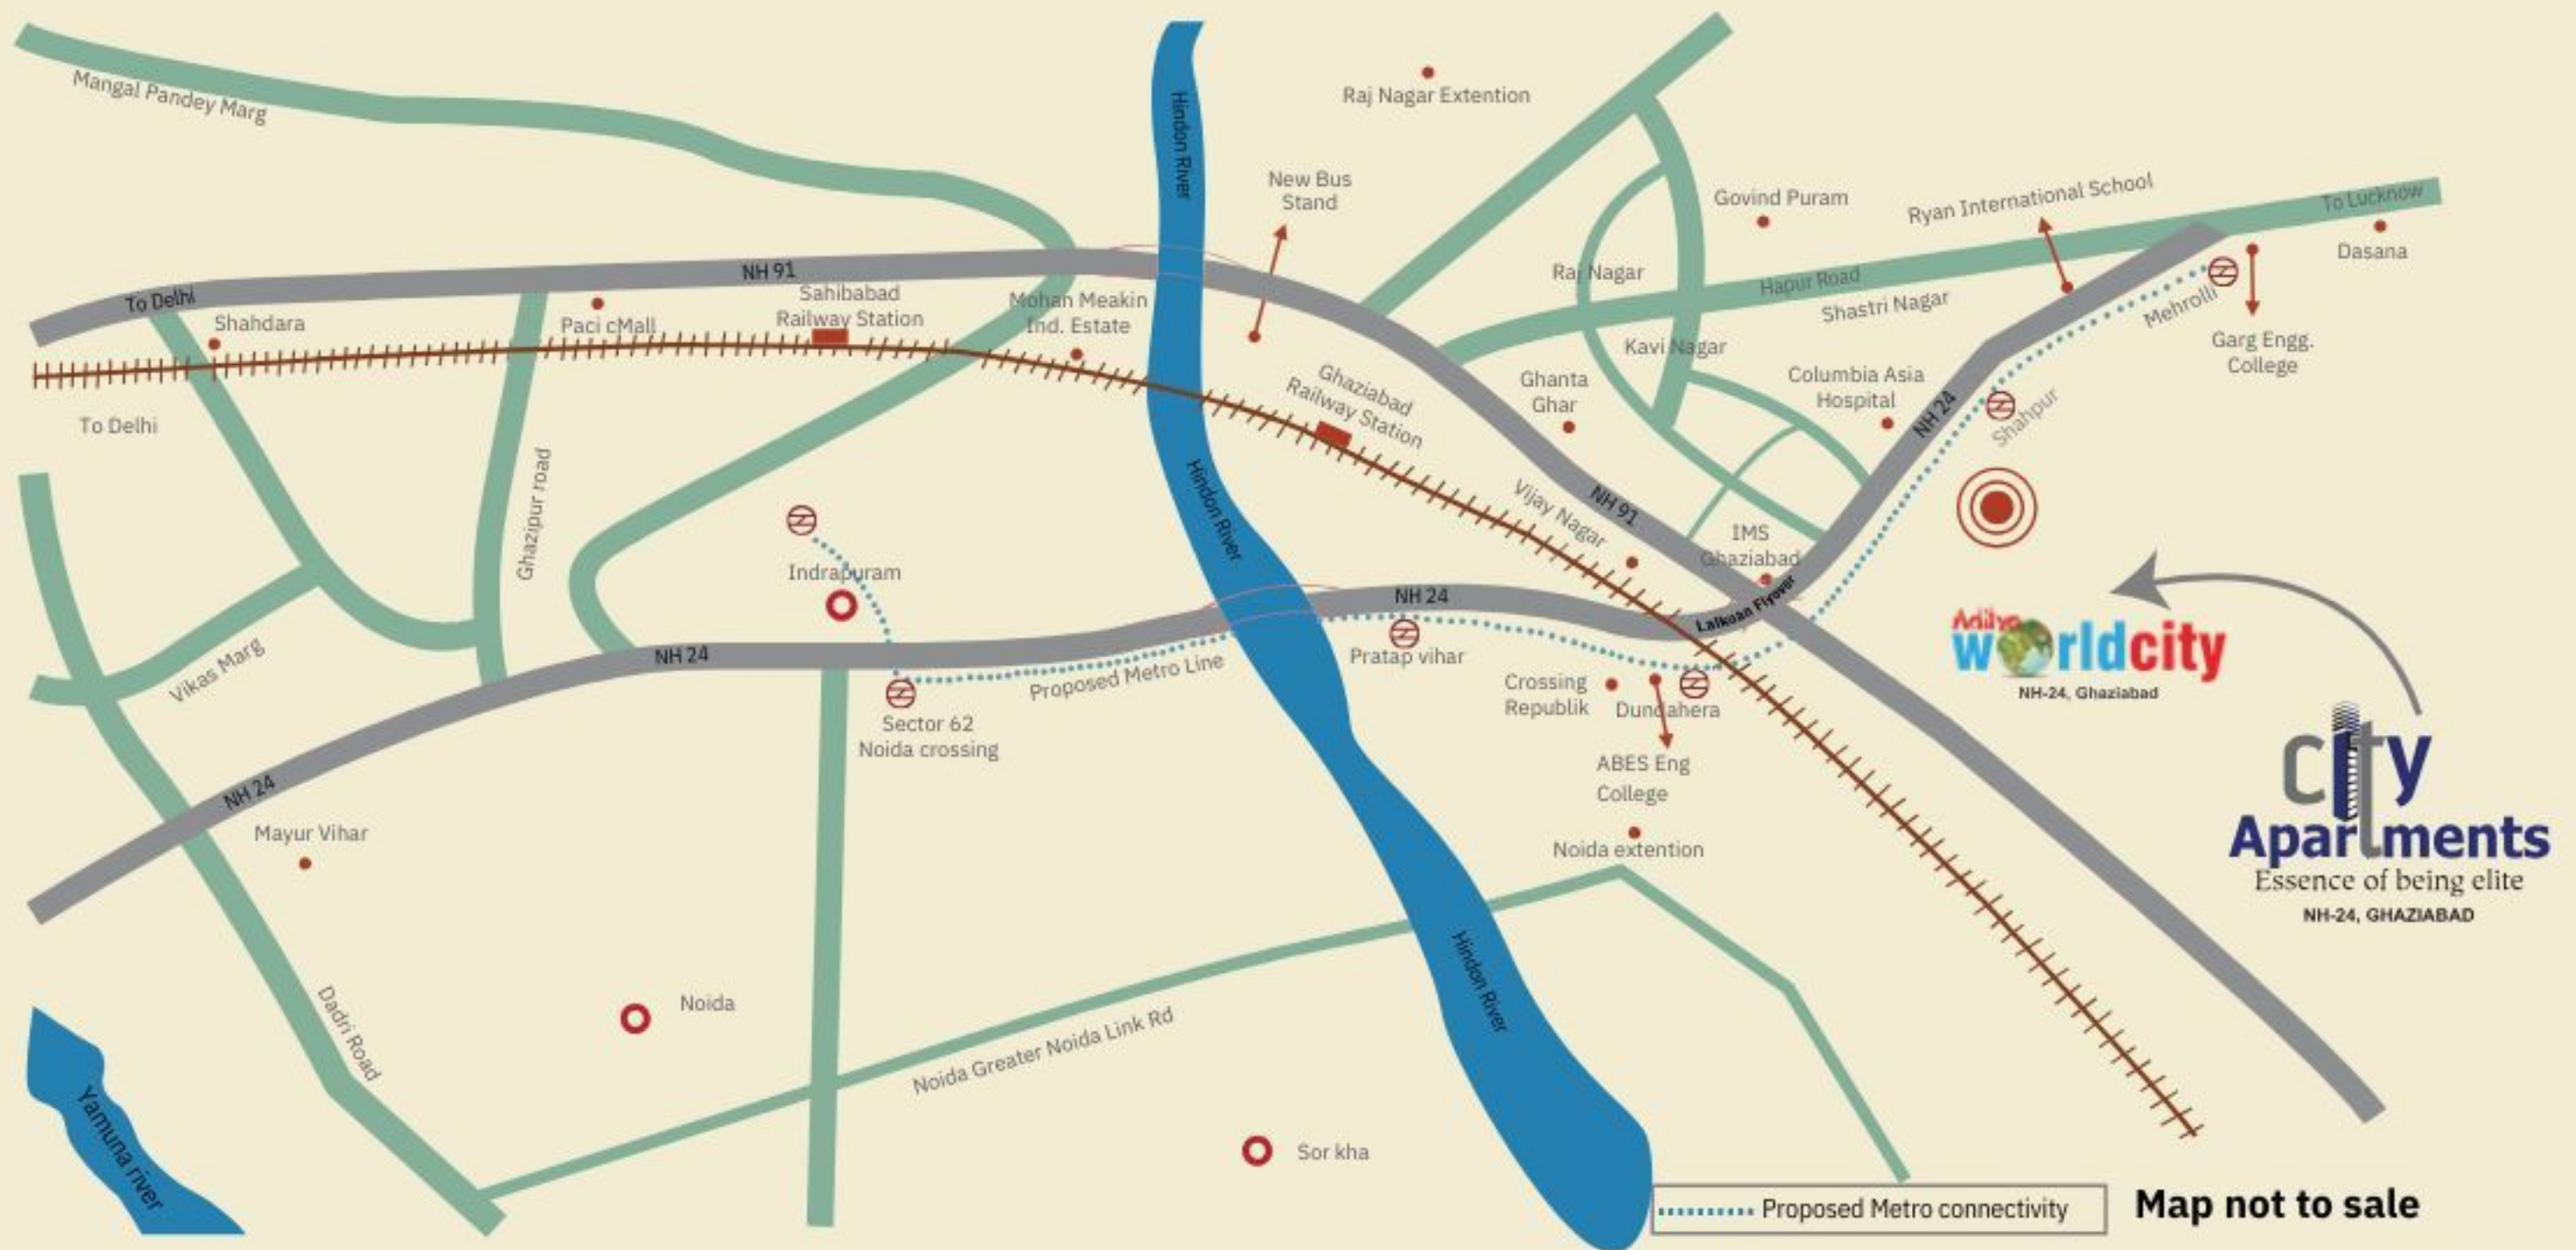 Mangal Pandey Marg
Hindon River
Raj Nagar Extention
New Bus
Stand
Govind Puram
Ryan International School
To Lucknow
Dasana
To Delhi
NH 91
Shahdara
Paci cMall
Sahibabad
Railway Station
Mohan Meakin
Ind. Estate
Raj Nagar
Hapur Road
Shastri Nagar
Mehrolli
Garg Engg.
College
Kavi Nagar
To Delhi
Ghaziabad
Railway Station
Ghanta
Ghar
Columbia Asia
Hospital
NH 24
Shahpur
Ghazipur road
Hindon River
Vijay Nagar
NH 91
IMS
Ghaziabad
Indrapuram
NH 24
Lalkuan Flyover
Vikas Marg
NH 24
Proposed Metro Line
Pratap vihar
Crossing
Republik
Dundahera
Aditya
worldcity
NH-24, Ghaziabad
Sector 62
Noida crossing
ABES Eng
College
NH 24
Mayur Vihar
Noida extention
city
Apartments
Essence of being elite
NH-24, GHAZIABAD
Hindon River
Dadri Road
Noida
Noida Greater Noida Link Rd
Yamuna river
Sor kha
Proposed Metro connectivity
Map not to sale